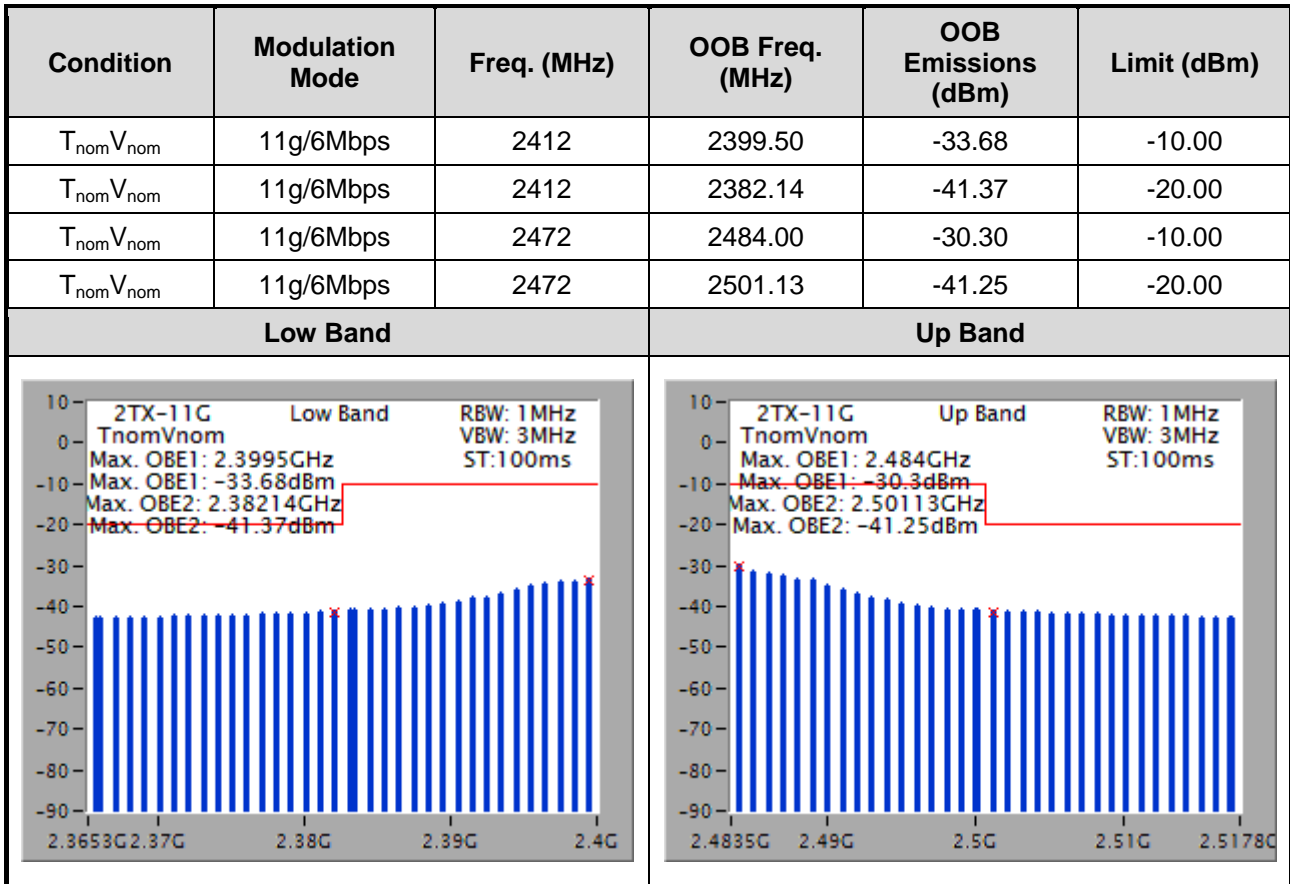 Condition Modulation Mode Freq. (MHz) OOB Freq. (MHz) OOB Emissions (dBm) Limit (dBm)
TnomVnom 11g/6Mbps 2412 2399.50 -33.68 -10.00
TnomVnom 11g/6Mbps 2412 2382.14 -41.37 -20.00
TnomVnom 11g/6Mbps 2472 2484.00 -30.30 -10.00
TnomVnom 11g/6Mbps 2472 2501.13 -41.25 -20.00
Low Band Up Band
2TX-11G Low Band RBW: 1MHz
TnomVnom VBW: 3MHz
Max. OBE1: 2.3995GHz ST:100ms
Max. OBE1: -33.68dBm
Max. OBE2: 2.38214GHz
Max. OBE2: -41.37dBm
10
0
-10
-20
-30
-40
-50
-60
-70
-80
-90
2.3653G 2.37G 2.38G 2.39G 2.4G
2TX-11G Up Band RBW: 1MHz
TnomVnom VBW: 3MHz
Max. OBE1: 2.484GHz ST:100ms
Max. OBE1: -30.3dBm
Max. OBE2: 2.50113GHz
Max. OBE2: -41.25dBm
10
0
-10
-20
-30
-40
-50
-60
-70
-80
-90
2.4835G 2.49G 2.5G 2.51G 2.5178G